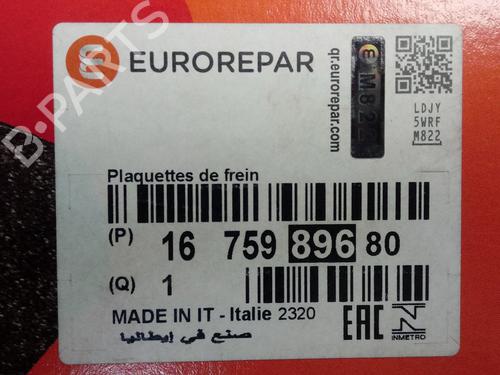 EUROREPAR
qr.eurorepar.com
M822
LDJY
5WRF
M822
B-PARTS
Plaquettes de frein
(P) 16 759 896 80
(Q) 1
MADE IN IT - Italie 2320
صنع في إيطاليا
EAC
INMETRO